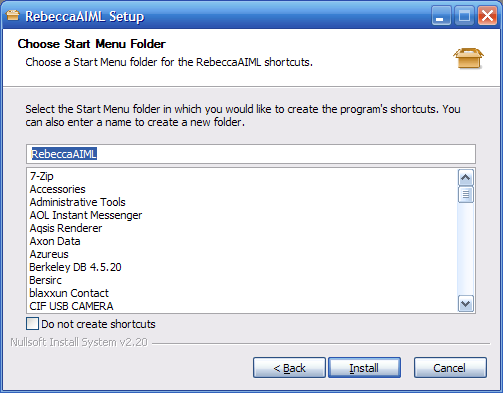 RebeccaAIML Setup
Choose Start Menu Folder
Choose a Start Menu folder for the RebeccaAIML shortcuts.
Select the Start Menu folder in which you would like to create the program's shortcuts. You
can also enter a name to create a new folder.
RebeccaAIML
7-Zip
Accessories
Administrative Tools
AOL Instant Messenger
Aqsis Renderer
Axon Data
Azureus
Berkeley DB 4.5.20
Bersirc
blaxxun Contact
CIF USB CAMERA
Do not create shortcuts
Nullsoft Install System v2.20
< Back
Install
Cancel